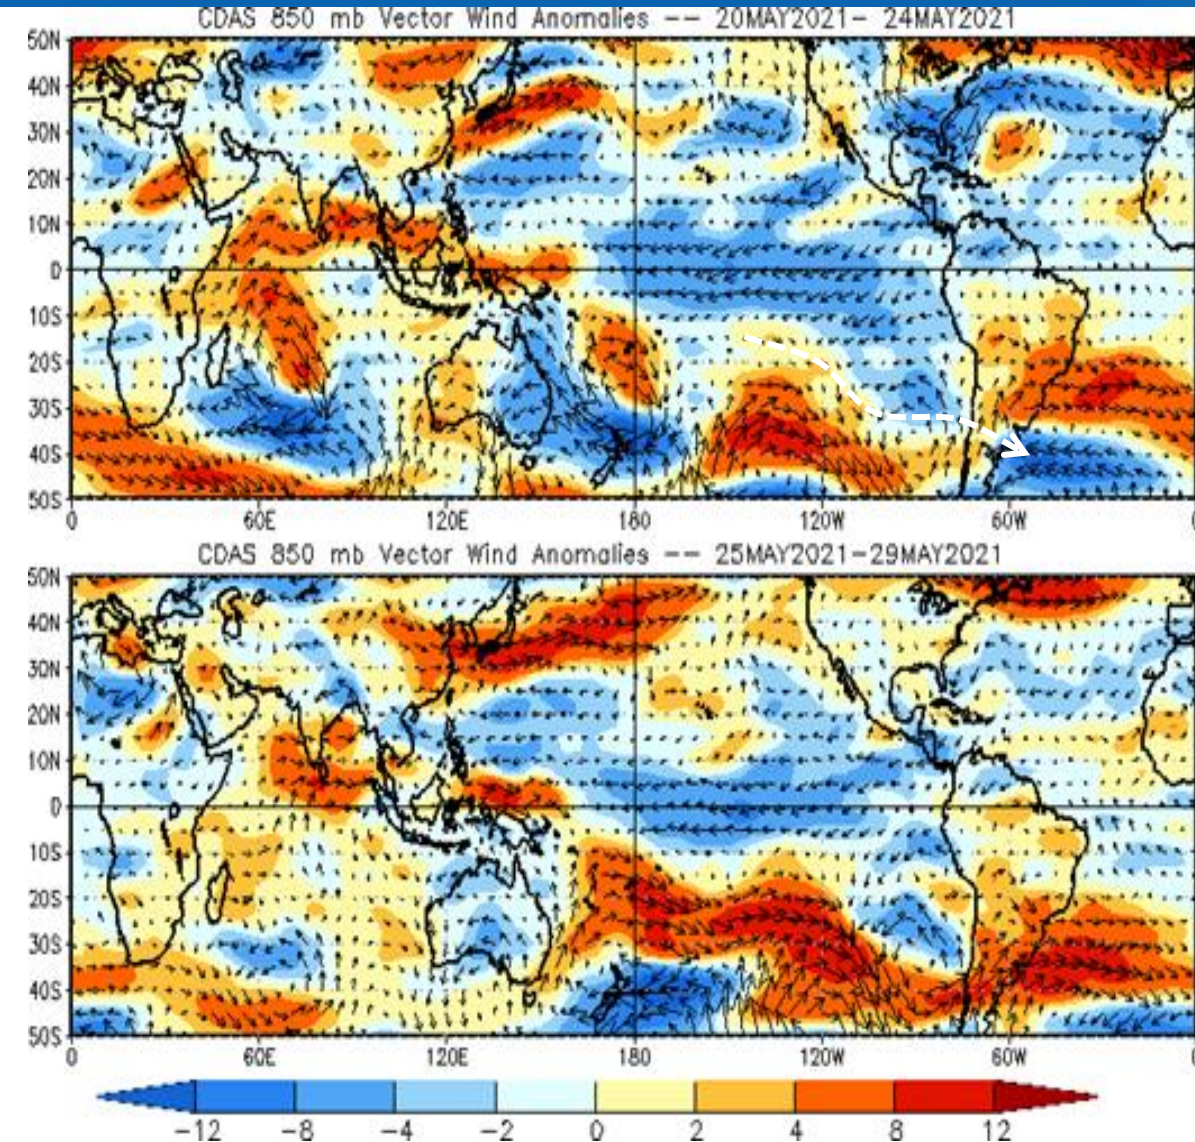 CDAS 850 mb Vector Wind Anomalies -- 20MAY2021- 24MAY2021
50N
40N
30N
20N
10N
0
10S
20S
30S
40S
50S
0 60E 120E 180 120W 60W
CDAS 850 mb Vector Wind Anomalies -- 25MAY2021-29MAY2021
50N
40N
30N
20N
10N
0
10S
20S
30S
40S
50S
0 60E 120E 180 120W 60W
-12 -8 -4 -2 0 2 4 8 12